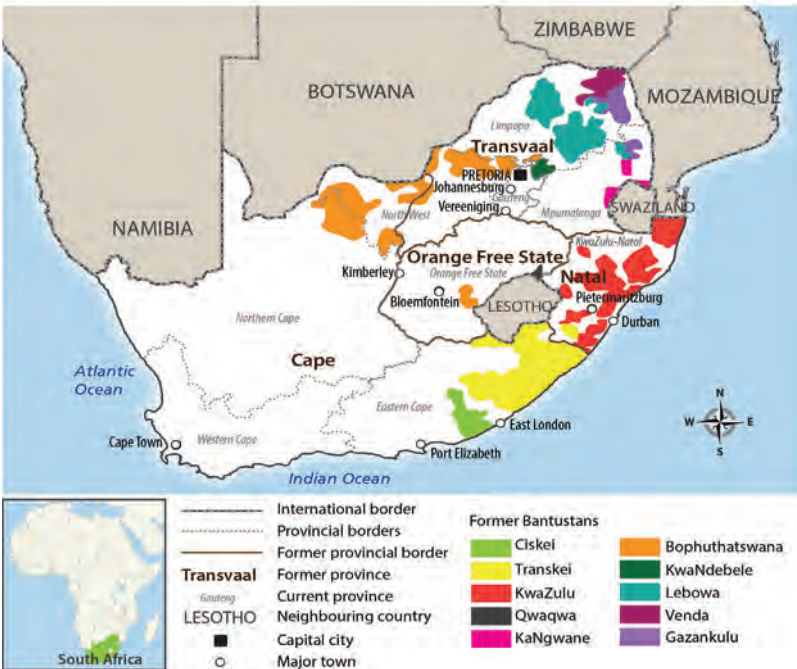 ZIMBABWE
BOTSWANA
MOZAMBIQUE
Limpopo
Transvaal
PRETORIA
Johannesburg
Gauteng
Vereeniging
Mpumalanga
SWAZILAND
North West
NAMIBIA
KwaZulu-Natal
Orange Free State
Orange Free State
Natal
Kimberley
Bloemfontein
LESOTHO
Pietermaritzburg
Durban
Northern Cape
Cape
Atlantic
Ocean
Eastern Cape
East London
Cape Town
Western Cape
Port Elizabeth
Indian Ocean
N
W E
S
International border
Provincial borders
Former provincial border
Transvaal Former province
Gauteng Current province
LESOTHO Neighbouring country
Capital city
Major town
South Africa
Former Bantustans
Ciskei
Transkei
KwaZulu
Qwaqwa
KaNgwane
Bophuthatswana
KwaNdebele
Lebowa
Venda
Gazankulu